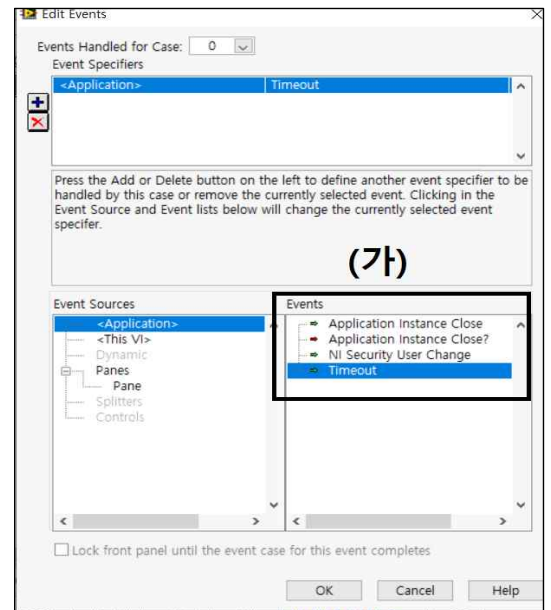 Edit Events
Events Handled for Case: 0
Event Specifiers
<Application> Timeout
Press the Add or Delete button on the left to define another event specifier to be
handled by this case or remove the currently selected event. Clicking in the
Event Source and Event lists below will change the currently selected event
specifer.
(가)
Event Sources Events
<Application> Application Instance Close
<This VI> Application Instance Close?
Dynamic NI Security User Change
Panes Timeout
Pane
Splitters
Controls
Lock front panel until the event case for this event completes
OK Cancel Help